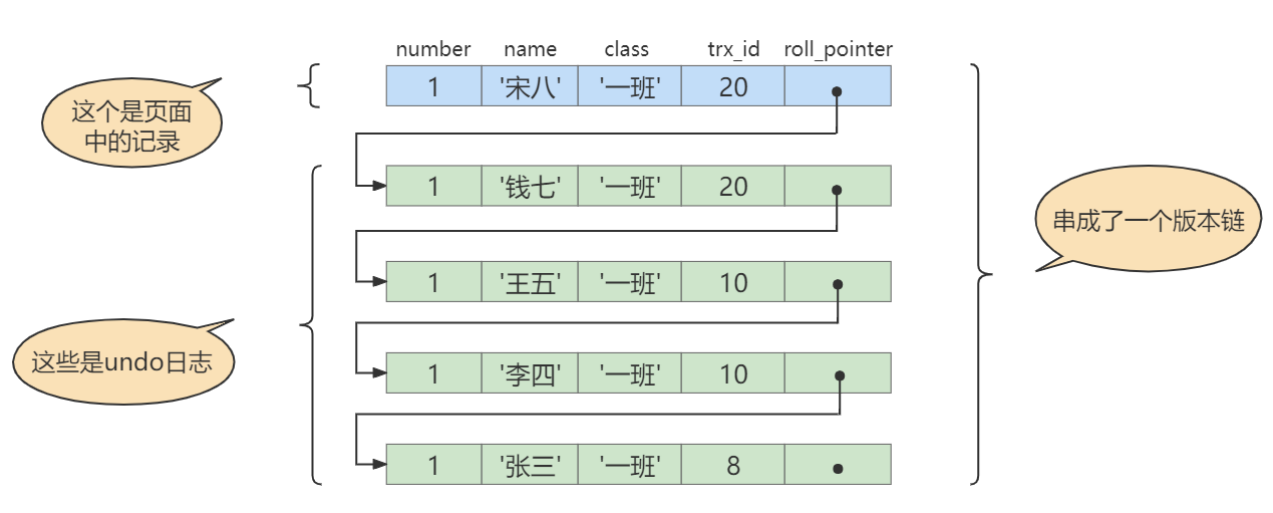 number name class trx_id roll_pointer
1 '宋八' '一班' 20
这个是页面
中的记录
1 '钱七' '一班' 20
串成了一个版本链
1 '王五' '一班' 10
这些是undo日志
1 '李四' '一班' 10
1 '张三' '一班' 8